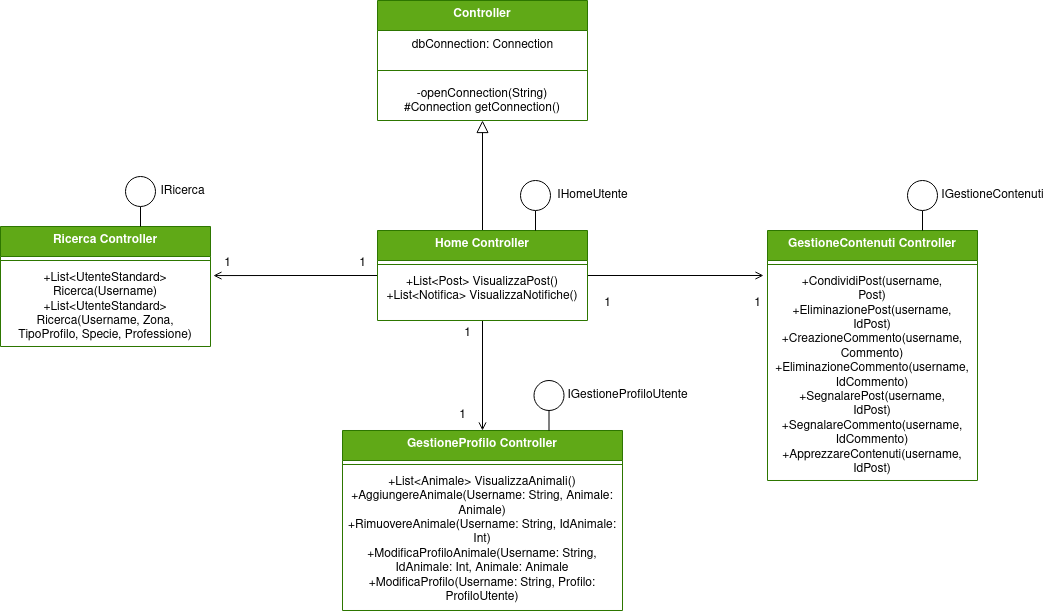 Controller
dbConnection: Connection
-openConnection(String)
#Connection getConnection()
IRicerca
IHomeUtente
IGestioneContenuti
Ricerca Controller
+List<UtenteStandard>
Ricerca(Username)
+List<UtenteStandard>
Ricerca(Username, Zona,
TipoProfilo, Specie, Professione)
1
1
Home Controller
+List<Post> VisualizzaPost()
+List<Notifica> VisualizzaNotifiche()
1
1
GestioneContenuti Controller
+CondividiPost(username,
Post)
+EliminazionePost(username,
IdPost)
+CreazioneCommento(username,
Commento)
+EliminazioneCommento(username,
IdCommento)
+SegnalarePost(username,
IdPost)
+SegnalareCommento(username,
IdCommento)
+ApprezzareContenuti(username,
IdPost)
1
1
IGestioneProfiloUtente
GestioneProfilo Controller
+List<Animale> VisualizzaAnimali()
+AggiungereAnimale(Username: String, Animale:
Animale)
+RimuovereAnimale(Username: String, IdAnimale:
Int)
+ModificaProfiloAnimale(Username: String,
IdAnimale: Int, Animale: Animale
+ModificaProfilo(Username: String, Profilo:
ProfiloUtente)